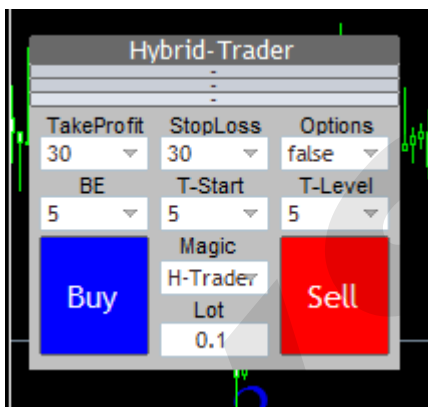 Hybrid-Trader
-
-
-
TakeProfit StopLoss Options
30 30 false
BE T-Start T-Level
5 5 5
Magic
H-Trader
Buy Sell
Lot
0.1